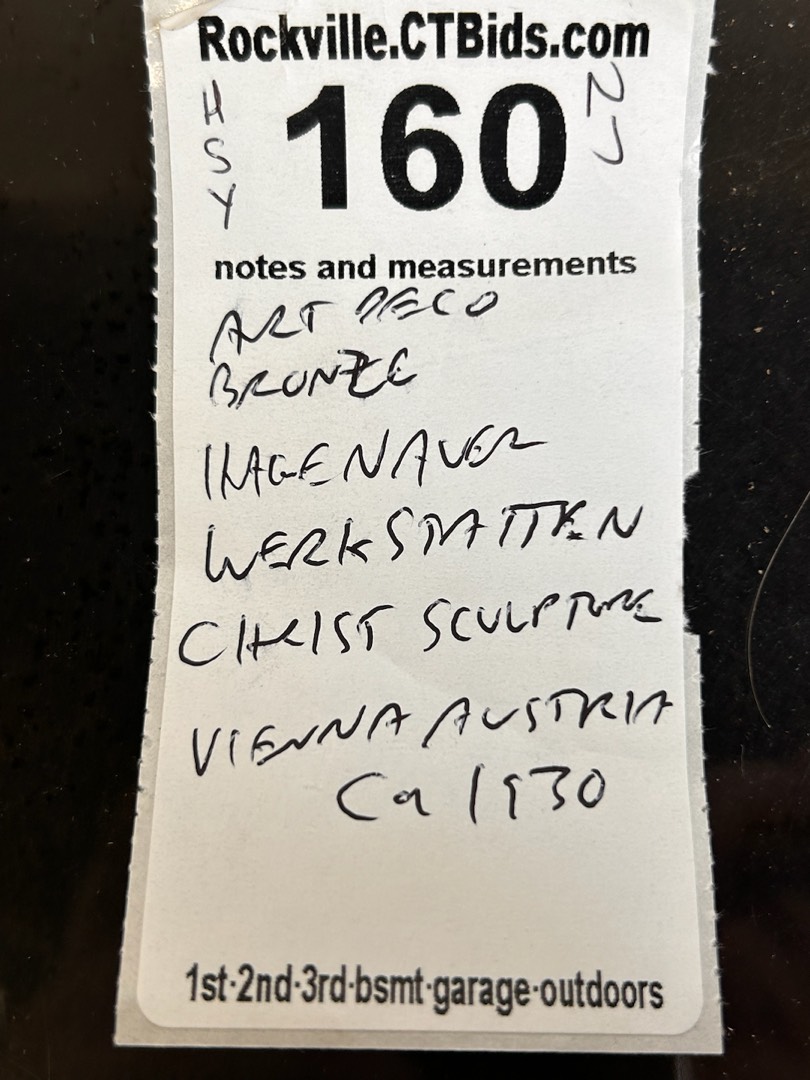 Rockville.CTBids.com
HSY
160
NJ
notes and measurements
ART DECO
BRONZE
HAGENAUER
WERKSTATTEN
CHRIST SCULPTURE
VIENNA AUSTRIA
Ca 1930
1st·2nd·3rd·bsmt·garage·outdoors